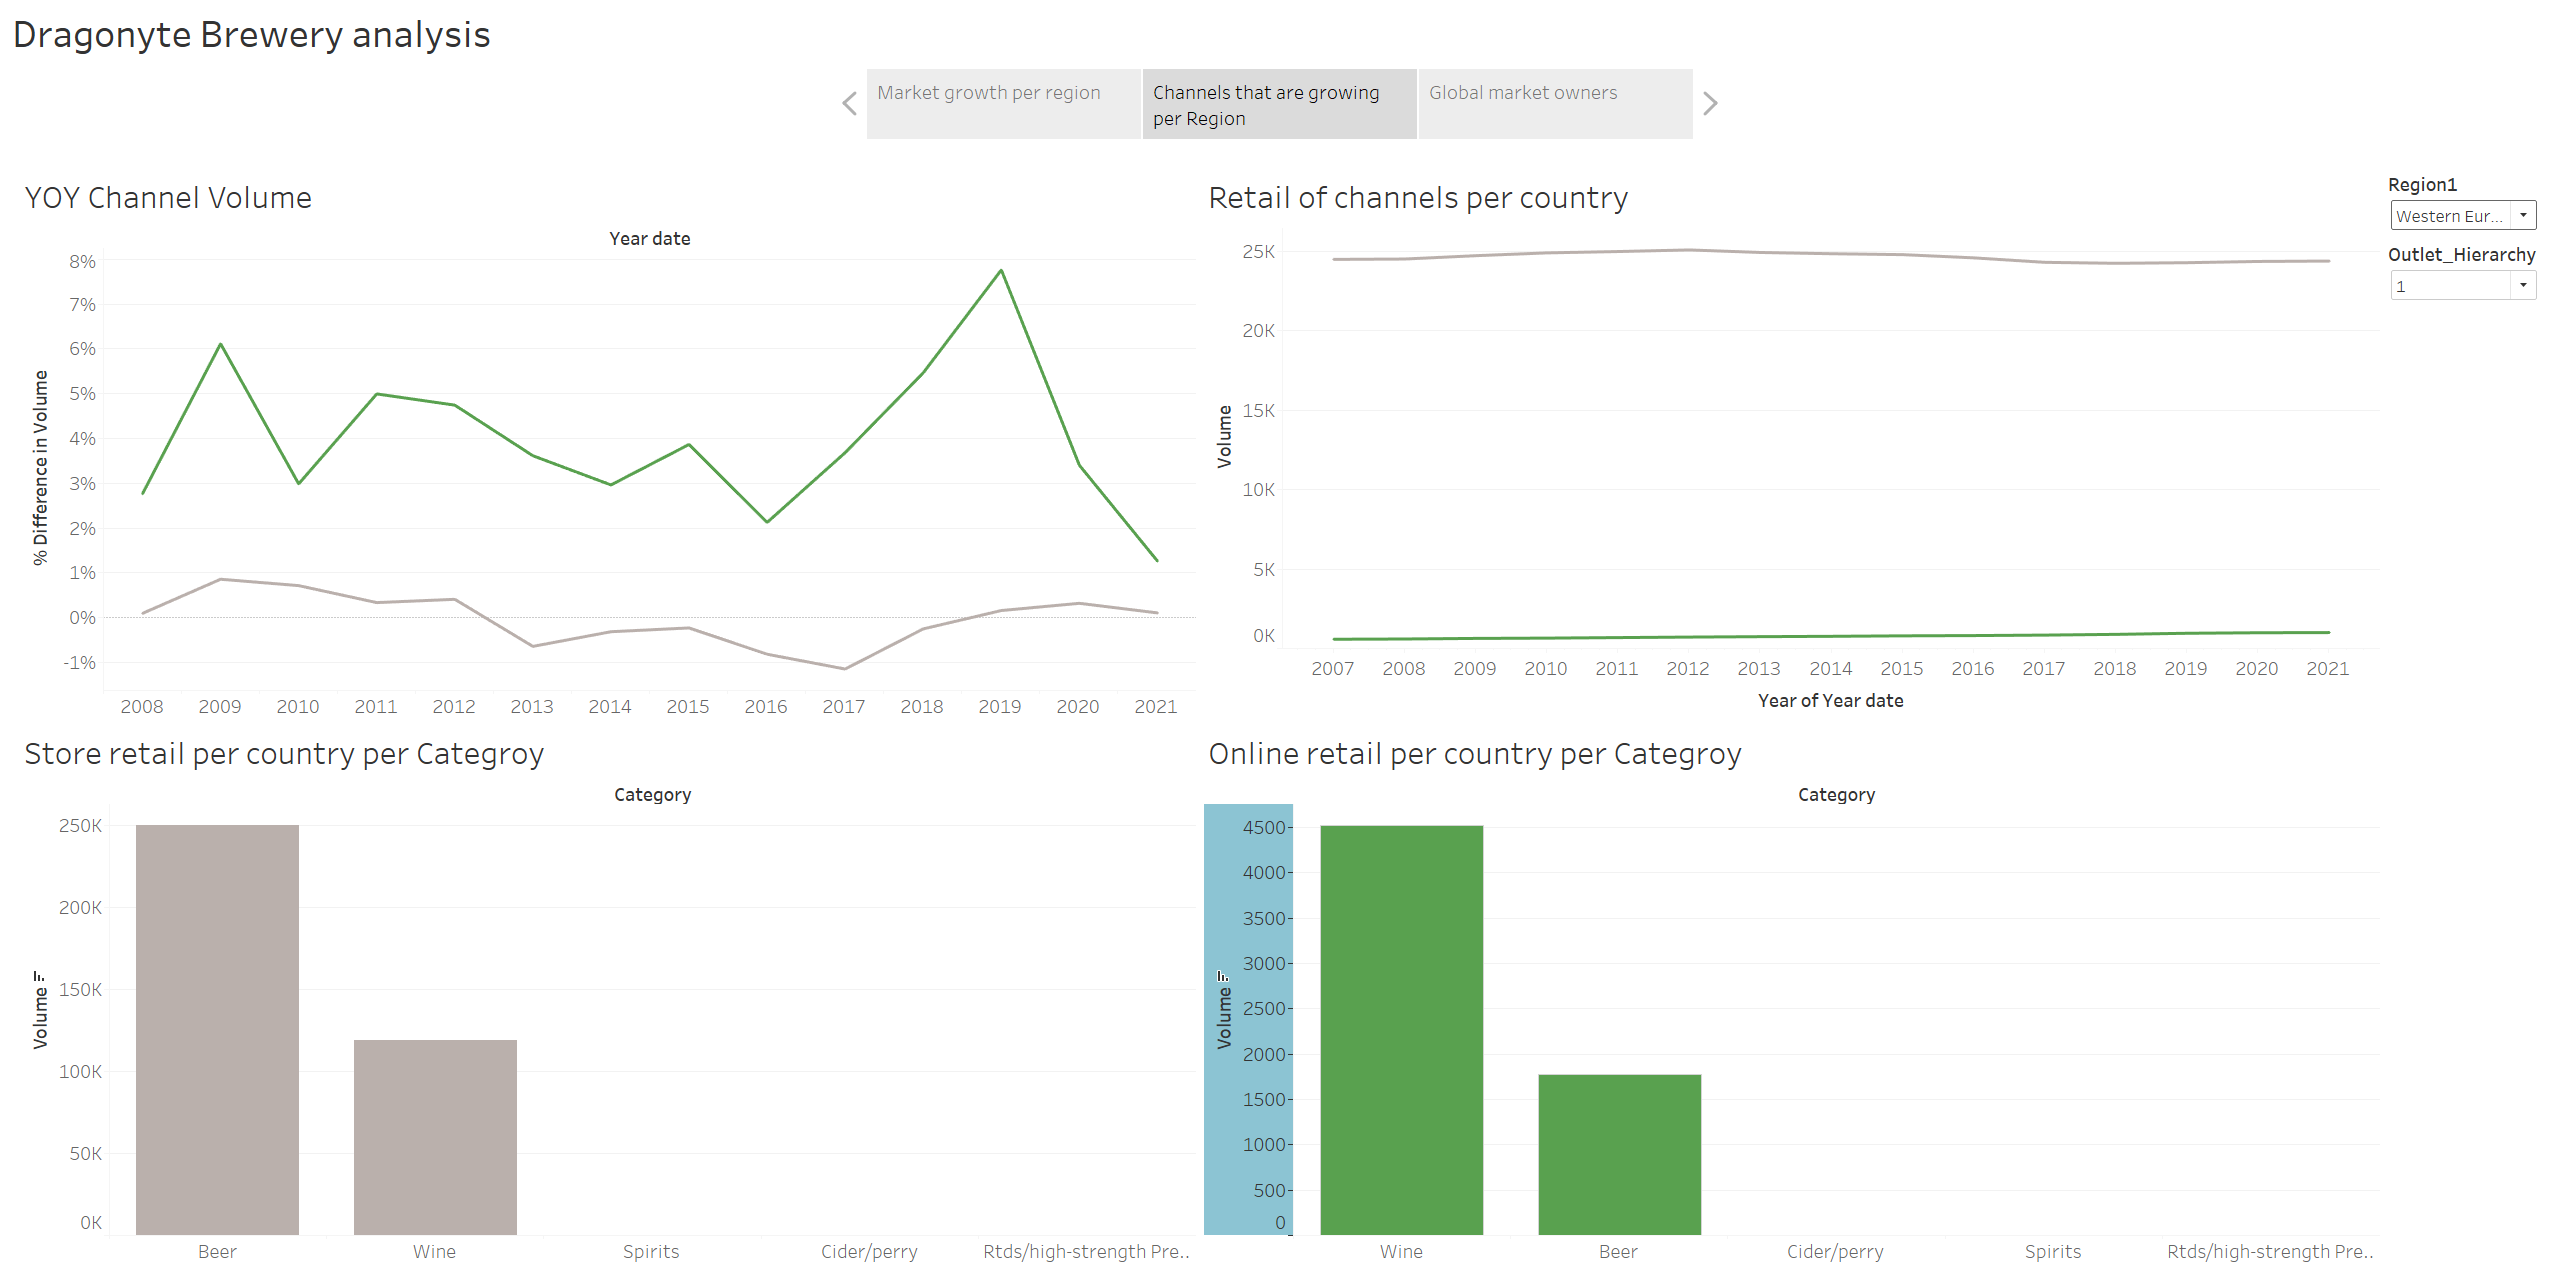 Dragonyte Brewery analysis
Market growth per region
Channels that are growing
per Region
Global market owners
YOY Channel Volume
Year date
% Difference in Volume
8%
7%
6%
5%
4%
3%
2%
1%
0%
-1%
2008 2009 2010 2011 2012 2013 2014 2015 2016 2017 2018 2019 2020 2021
Retail of channels per country
Volume
25K
20K
15K
10K
5K
0K
2007 2008 2009 2010 2011 2012 2013 2014 2015 2016 2017 2018 2019 2020 2021
Year of Year date
Region1
Western Eur...
Outlet_Hierarchy
1
Store retail per country per Categroy
Category
Volume
250K
200K
150K
100K
50K
0K
Beer Wine Spirits Cider/perry Rtds/high-strength Pre..
Online retail per country per Categroy
Category
Volume
4500
4000
3500
3000
2500
2000
1500
1000
500
0
Wine Beer Cider/perry Spirits Rtds/high-strength Pre..